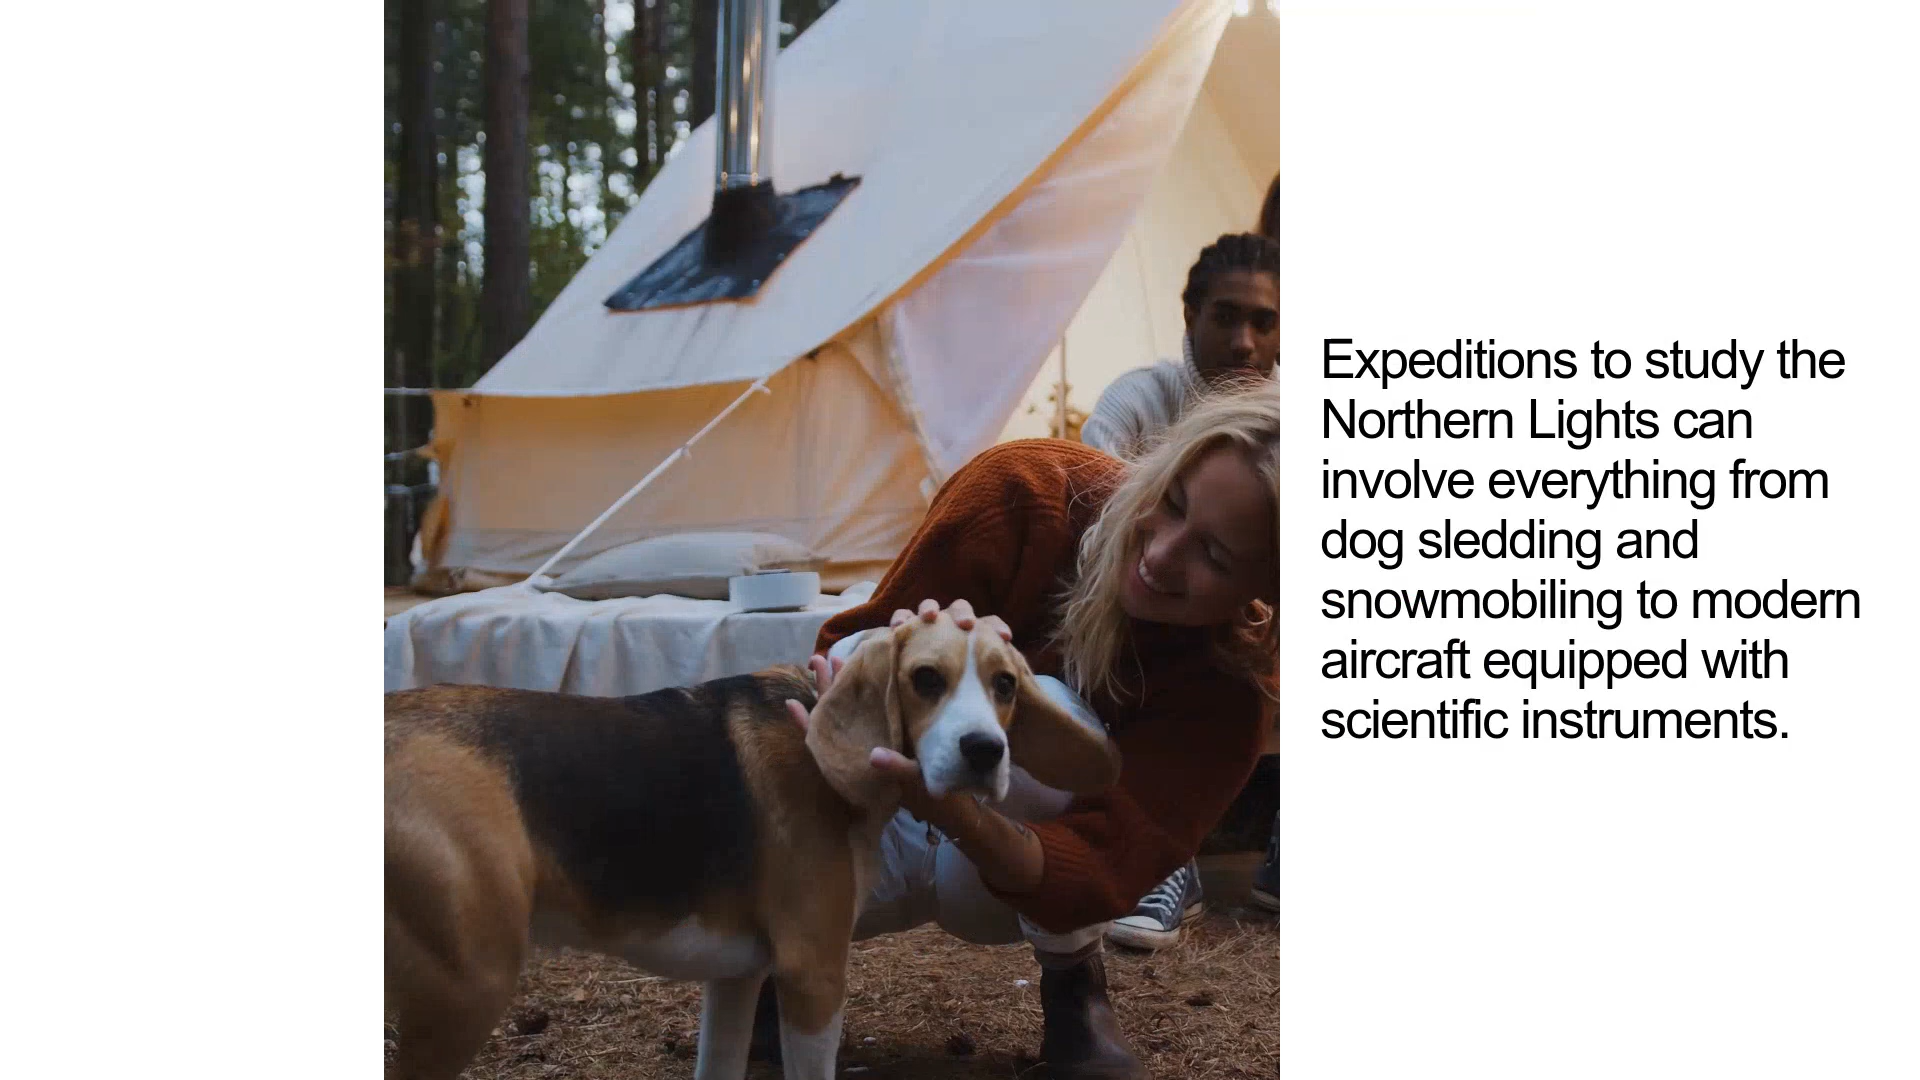 Expeditions to study the
Northern Lights can
involve everything from
dog sledding and
snowmobiling to modern
aircraft equipped with
scientific instruments.